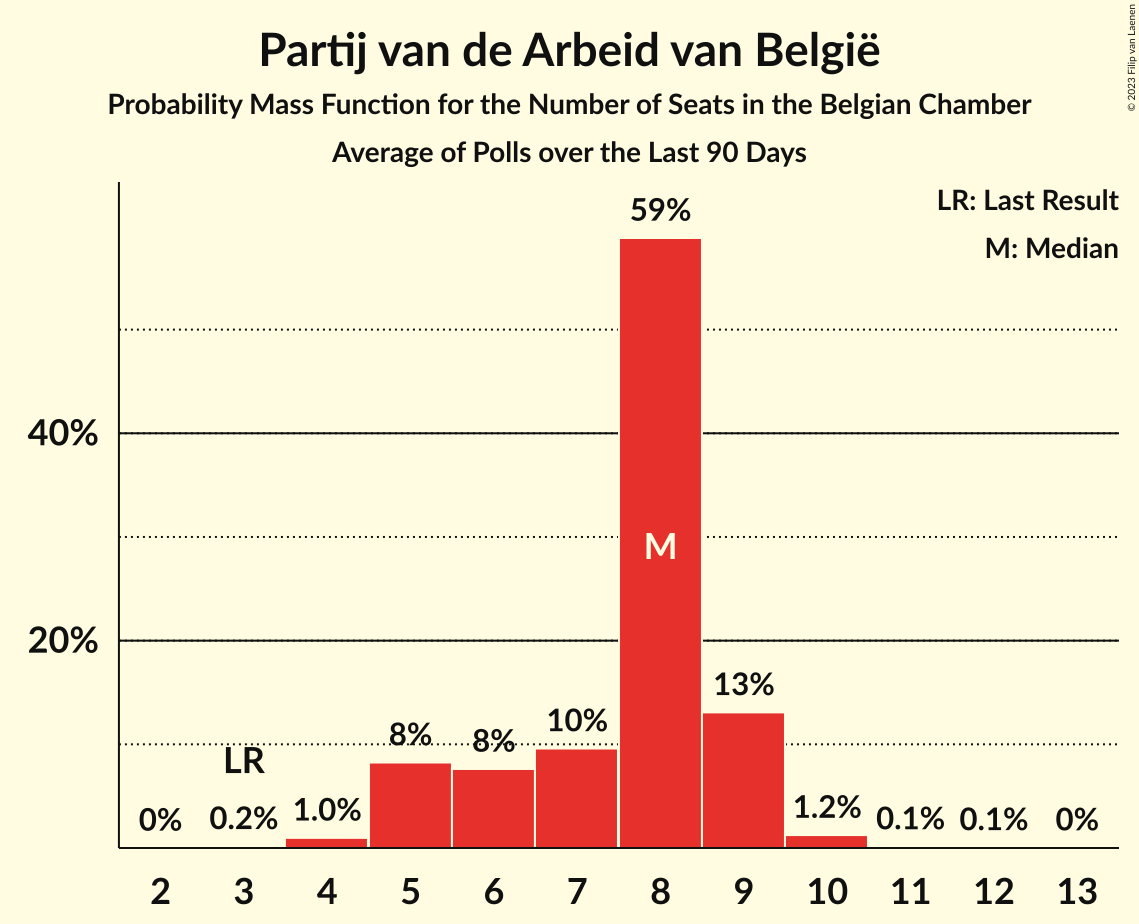 Partij van de Arbeid van België
Probability Mass Function for the Number of Seats in the Belgian Chamber
Average of Polls over the Last 90 Days
© 2023 Filip van Laenen
LR: Last Result
M: Median
59%
40%
M
20%
13%
10%
8%
8%
LR
0%
0.2%
1.0%
1.2%
0.1%
0.1%
0%
2 3 4 5 6 7 8 9 10 11 12 13